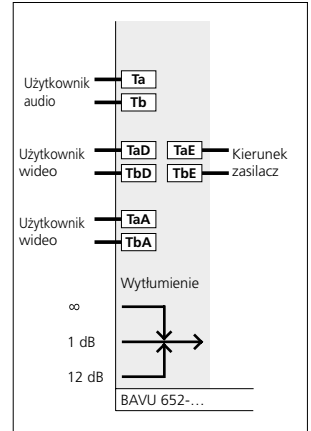 Użytkownik
audio
Ta
Tb
Użytkownik
wideo
TaD
TbD
TaE
TbE
Kierunek
zasilacz
Użytkownik
wideo
TaA
TbA
Wytłumienie
∞
1 dB
12 dB
BAVU 652-...